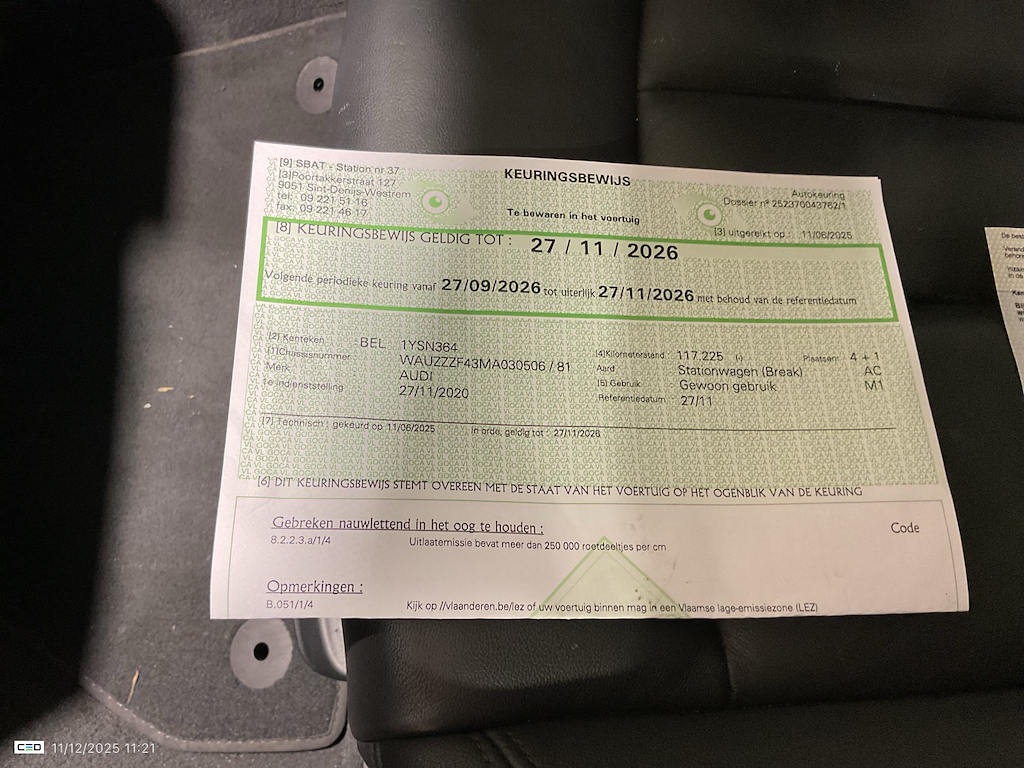 [9] SBAT - Station nr 37
[3]Poortakkerstraat 127
9051 Sint-Denijs-Westrem
tel: 09 221 51 16
fax: 09 221 46 17
KEURINGSBEWIJS
Te bewaren in het voertuig
Autokeuring
Dossier n° 252370043762/1
[3] uitgereikt op : 11/06/2025
[8] KEURINGSBEWIJS GELDIG TOT : 27 / 11 / 2026
Volgende periodieke keuring vanaf 27/09/2026 tot uiterlijk 27/11/2026 met behoud van de referentiedatum
[2] Kenteken : BEL 1YSN364
[1]Chassisnummer : WAUZZZF43MA030506 / 81
Merk AUDI
1e indienststelling 27/11/2020
[4]Kilometerstand : 117.225 (-) Plaatsen: 4 + 1
Aard Stationwagen (Break) AC
[5] Gebruik : Gewoon gebruik M1
Referentiedatum : 27/11
[7] Technisch : gekeurd op 11/06/2025 In orde, geldig tot : 27/11/2026
[6] DIT KEURINGSBEWIJS STEMT OVEREEN MET DE STAAT VAN HET VOERTUIG OP HET OGENBLIK VAN DE KEURING
Gebreken nauwlettend in het oog te houden : Code
8.2.2.3.a/1/4 Uitlaatemissie bevat meer dan 250 000 roetdeeltjes per cm
Opmerkingen :
B.051/1/4 Kijk op //vlaanderen.be/lez of uw voertuig binnen mag in een Vlaamse lage-emissiezone (LEZ)
CEO 11/12/2025 11:21